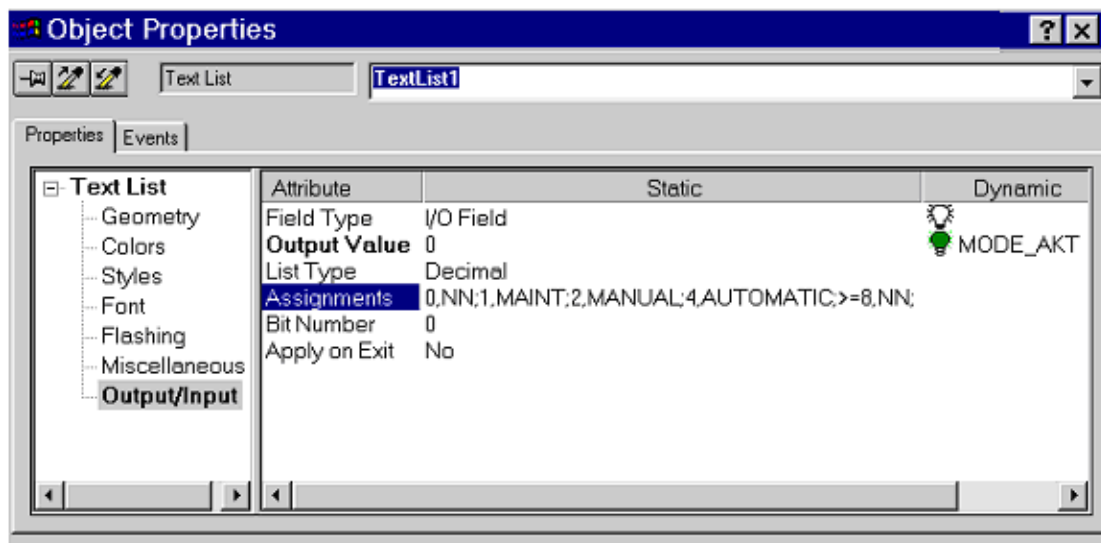 Object Properties
Text List
TextList1
Properties
Events
Text List
Geometry
Colors
Styles
Font
Flashing
Miscellaneous
Output/Input
Attribute Static Dynamic
Field Type I/O Field
Output Value 0 MODE_AKT
List Type Decimal
Assignments 0,NN;1,MAINT;2,MANUAL;4,AUTOMATIC;>=8,NN;
Bit Number 0
Apply on Exit No